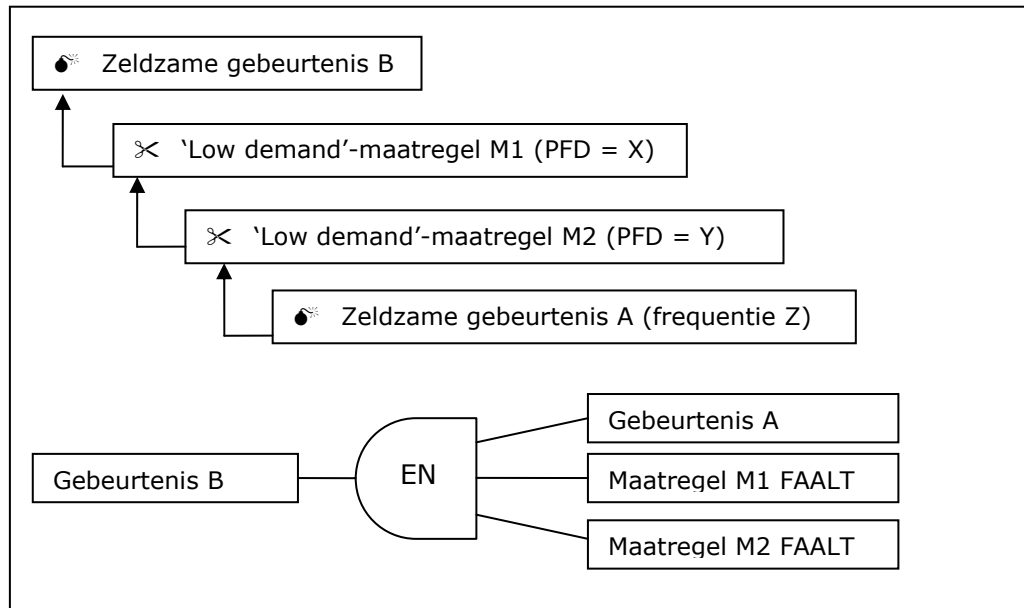 💣 Zeldzame gebeurtenis B
✂ ‘Low demand’-maatregel M1 (PFD = X)
✂ ‘Low demand’-maatregel M2 (PFD = Y)
💣 Zeldzame gebeurtenis A (frequentie Z)
Gebeurtenis A
Gebeurtenis B
EN
Maatregel M1 FAALT
Maatregel M2 FAALT